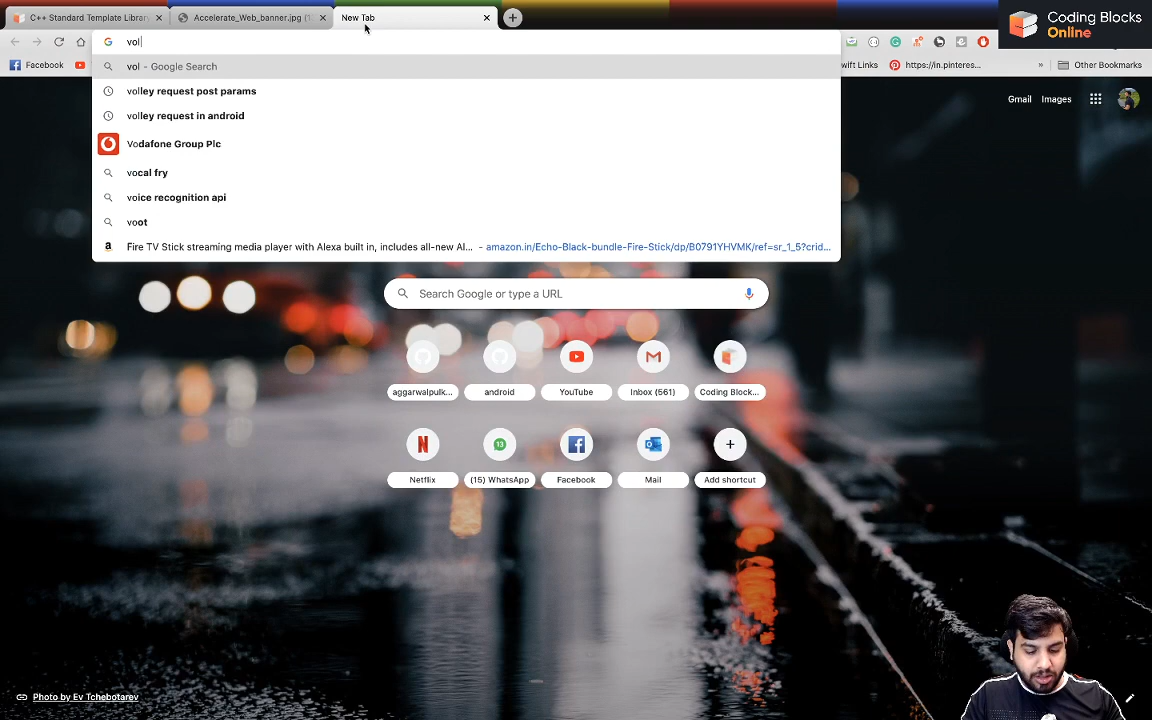 C++ Standard Template Library
Accelerate_Web_banner.jpg (1
New Tab
Coding Blocks
Online
vol
Facebook
wift Links
https://in.pinteres...
»
Other Bookmarks
vol - Google Search
volley request post params
volley request in android
Vodafone Group Plc
vocal fry
voice recognition api
voot
Fire TV Stick streaming media player with Alexa built in, includes all-new Al... - amazon.in/Echo-Black-bundle-Fire-Stick/dp/B0791YHVMK/ref=sr_1_5?crid...
Gmail
Images
Search Google or type a URL
aggarwalpulk...
android
YouTube
Inbox (561)
Coding Block...
13
Netflix
(15) WhatsApp
Facebook
Mail
Add shortcut
Photo by Ev Tchebotarev